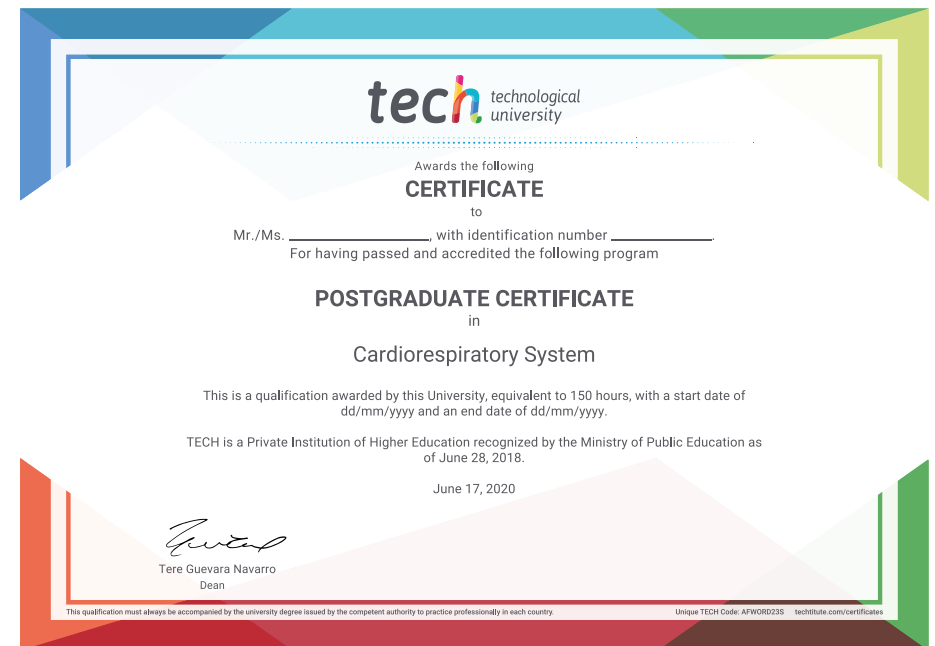 tech technological
university
Awards the following
CERTIFICATE
to
Mr./Ms. ____________________, with identification number ______________.
For having passed and accredited the following program
POSTGRADUATE CERTIFICATE
in
Cardiorespiratory System
This is a qualification awarded by this University, equivalent to 150 hours, with a start date of
dd/mm/yyyy and an end date of dd/mm/yyyy.
TECH is a Private Institution of Higher Education recognized by the Ministry of Public Education as
of June 28, 2018.
June 17, 2020
Tere Guevara Navarro
Dean
This qualification must always be accompanied by the university degree issued by the competent authority to practice professionally in each country. Unique TECH Code: AFWORD23S techtitute.com/certificates